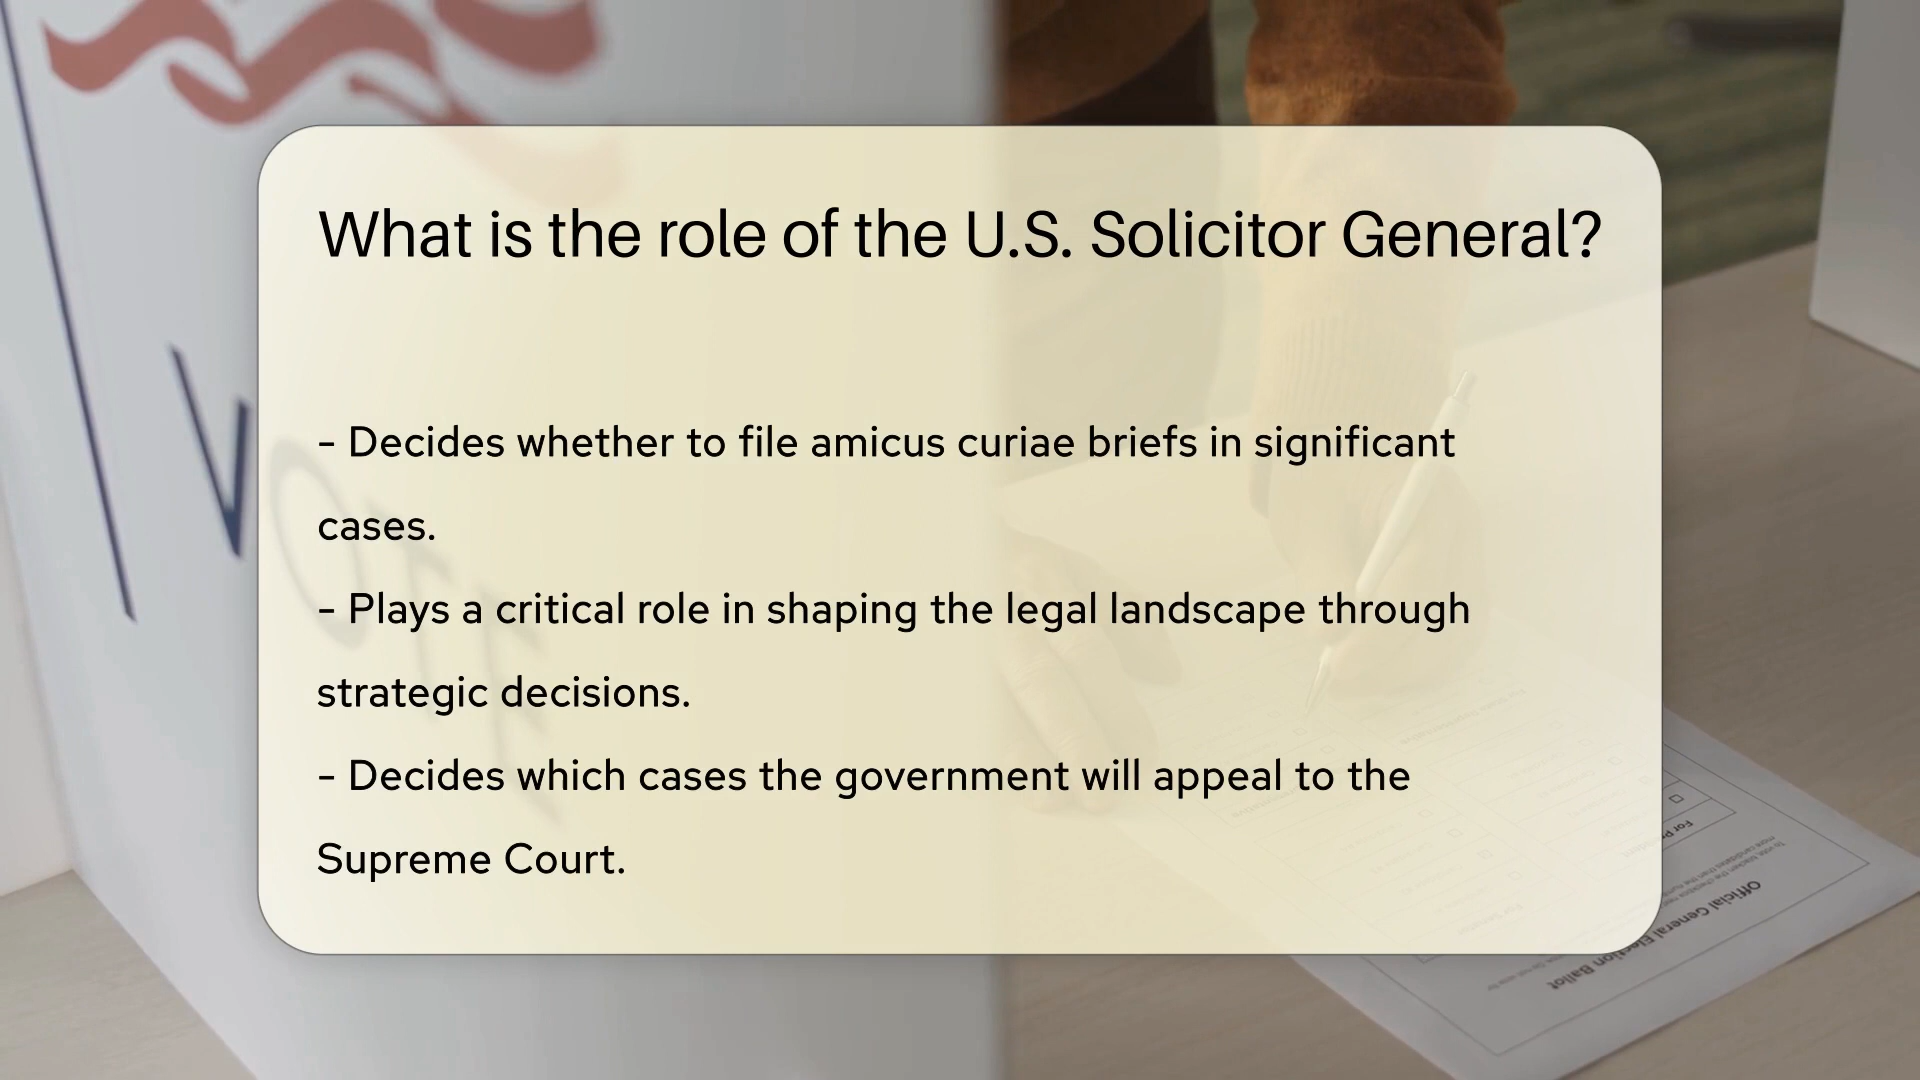 What is the role of the U.S. Solicitor General?
- Decides whether to file amicus curiae briefs in significant
cases.
- Plays a critical role in shaping the legal landscape through
strategic decisions.
- Decides which cases the government will appeal to the
Supreme Court.
VOTE
Official General Election Ballot